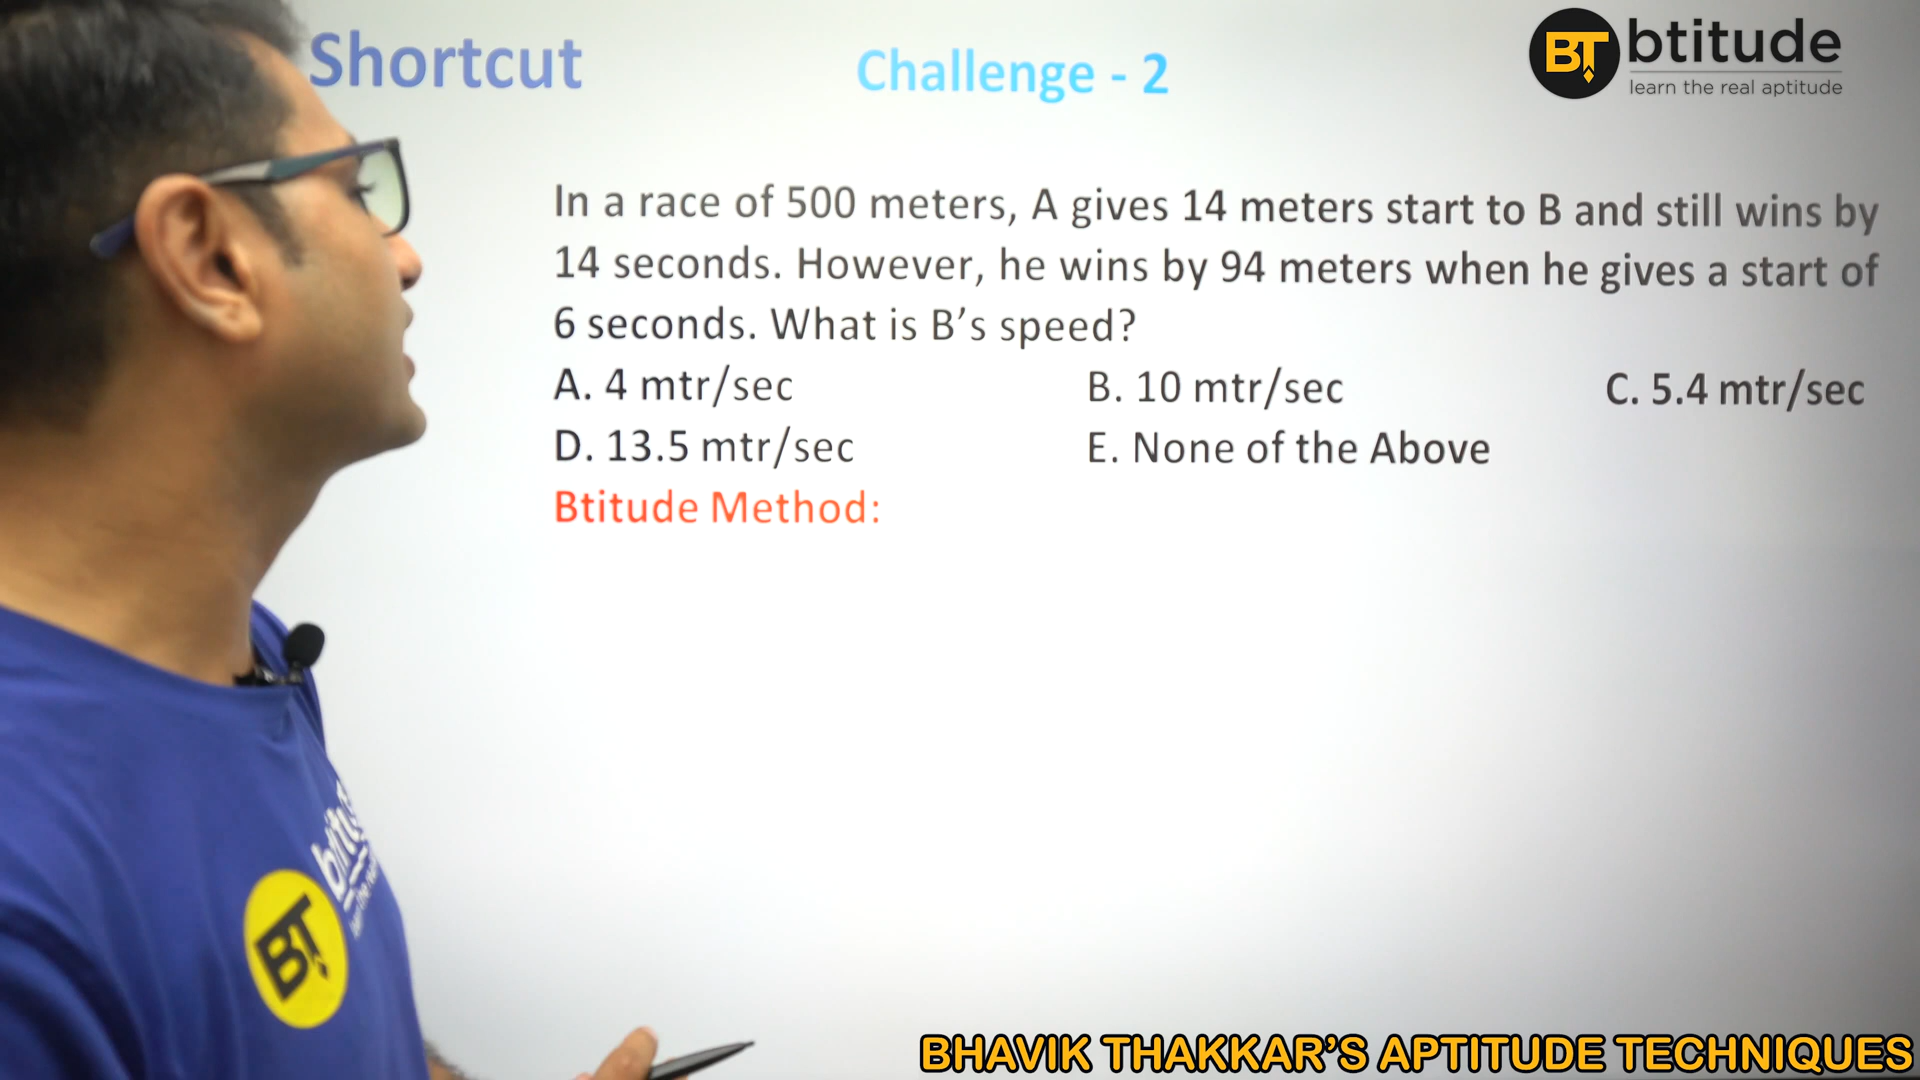 Shortcut
Challenge - 2
BT btitude
learn the real aptitude
In a race of 500 meters, A gives 14 meters start to B and still wins by
14 seconds. However, he wins by 94 meters when he gives a start of
6 seconds. What is B’s speed?
A. 4 mtr/sec B. 10 mtr/sec C. 5.4 mtr/sec
D. 13.5 mtr/sec E. None of the Above
Btitude Method:
BT
BHAVIK THAKKAR’S APTITUDE TECHNIQUES